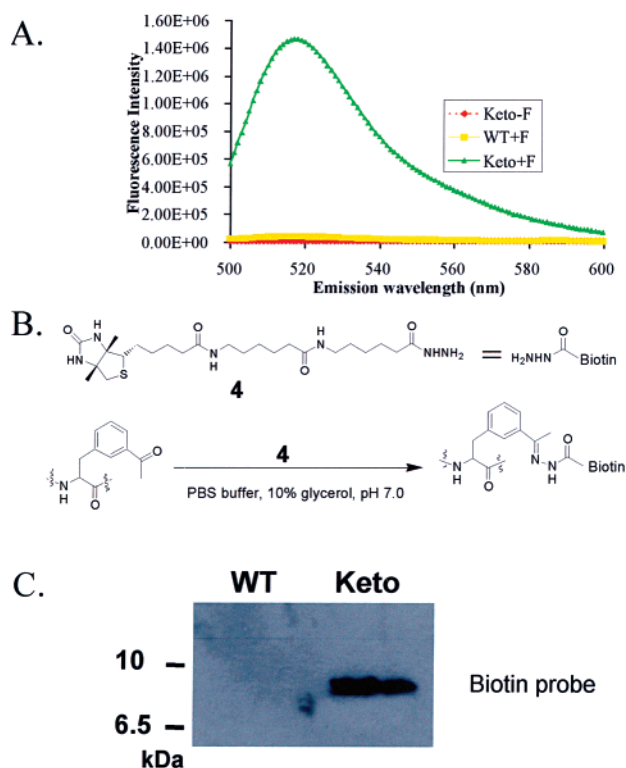 A.
Fluorescence Intensity
1.60E+06
1.40E+06
1.20E+06
1.00E+06
8.00E+05
6.00E+05
4.00E+05
2.00E+05
0.00E+00
500 520 540 560 580 600
Emission wavelength (nm)
Keto-F
WT+F
Keto+F
B.
O
H
N
HN
S
O
N
H
O
H
N
O
NHNH2
4
=
H2NHN
O
Biotin
O
N
H
O
4
PBS buffer, 10% glycerol, pH 7.0
N
H
O
N
N
H
O
Biotin
C.
WT Keto
10
6.5
kDa
Biotin probe